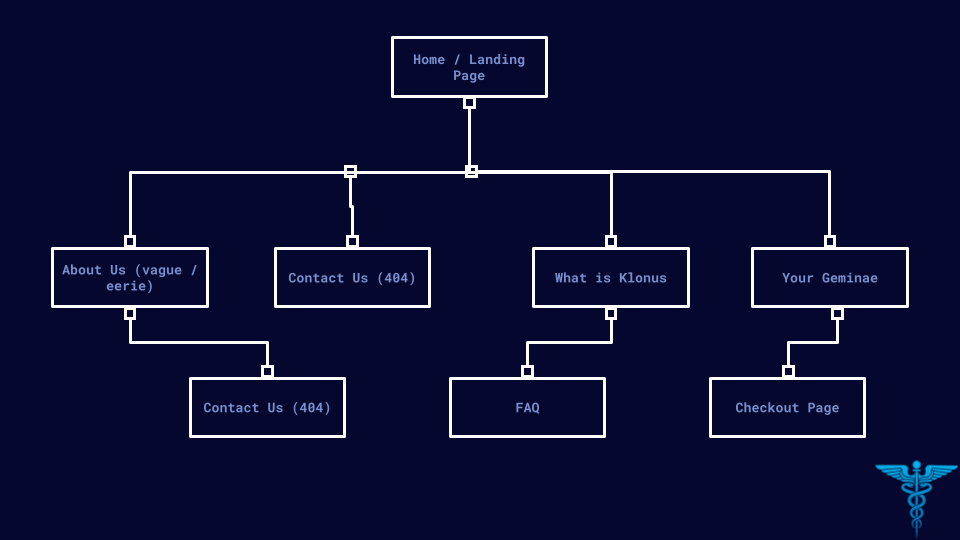 Home / Landing
Page
About Us (vague /
eerie)
Contact Us (404)
What is Klonus
Your Geminae
Contact Us (404)
FAQ
Checkout Page